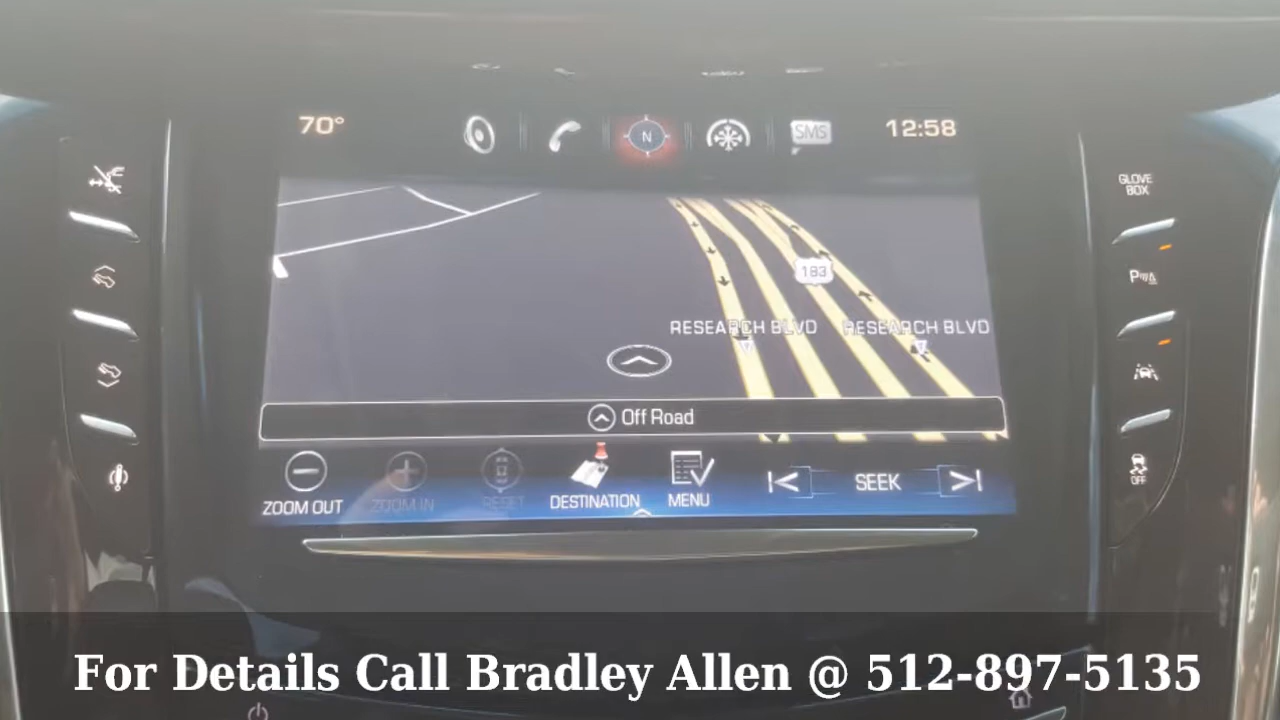 70°
SMS
12:58
GLOVE
BOX
N
183
P
RESEARCH BLVD
RESEARCH BLVD
Off Road
ZOOM OUT
ZOOM IN
RESET
DESTINATION
MENU
SEEK
OFF
For Details Call Bradley Allen @ 512-897-5135